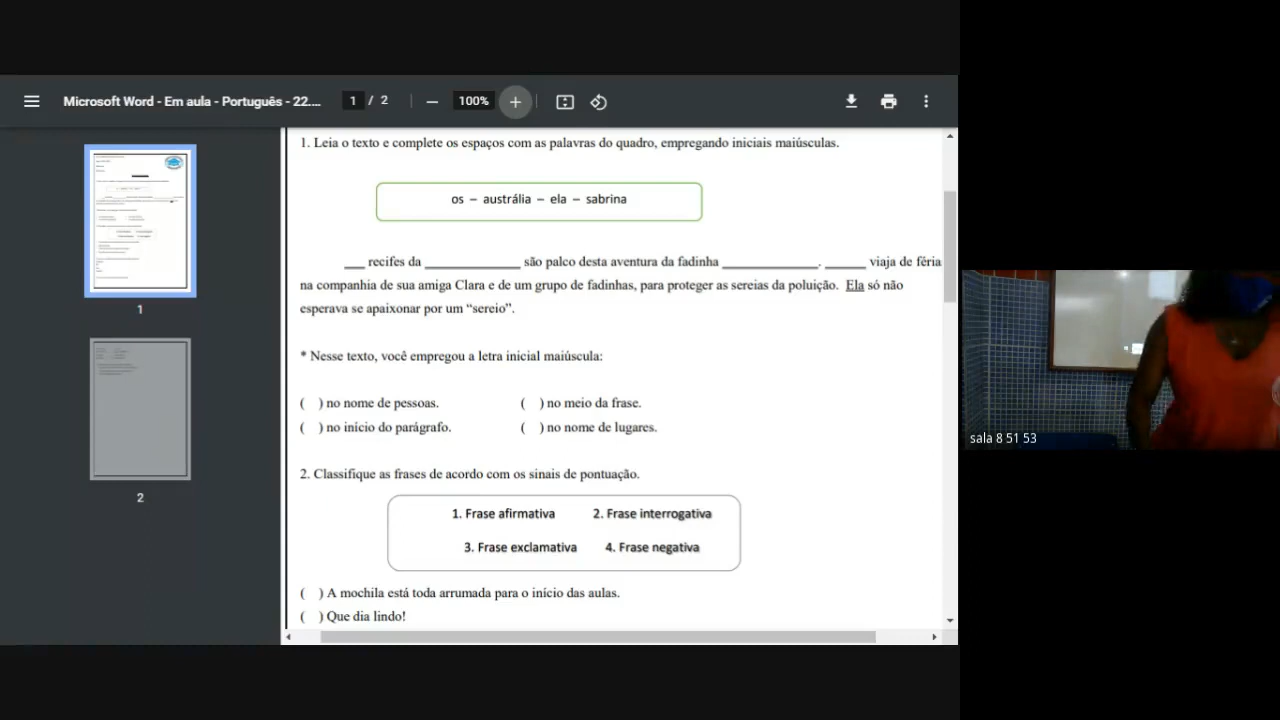 Microsoft Word - Em aula - Português - 22....
1 / 2
100%
1. Leia o texto e complete os espaços com as palavras do quadro, empregando iniciais maiúsculas.
os – austrália – ela – sabrina
___ recifes da ______________ são palco desta aventura da fadinha ______________. ______ viaja de féria
na companhia de sua amiga Clara e de um grupo de fadinhas, para proteger as sereias da poluição. Ela só não
esperava se apaixonar por um “sereio”.
* Nesse texto, você empregou a letra inicial maiúscula:
( ) no nome de pessoas. ( ) no meio da frase.
( ) no início do parágrafo. ( ) no nome de lugares.
2. Classifique as frases de acordo com os sinais de pontuação.
1. Frase afirmativa 2. Frase interrogativa
3. Frase exclamativa 4. Frase negativa
( ) A mochila está toda arrumada para o início das aulas.
( ) Que dia lindo!
1
2
sala 8 51 53